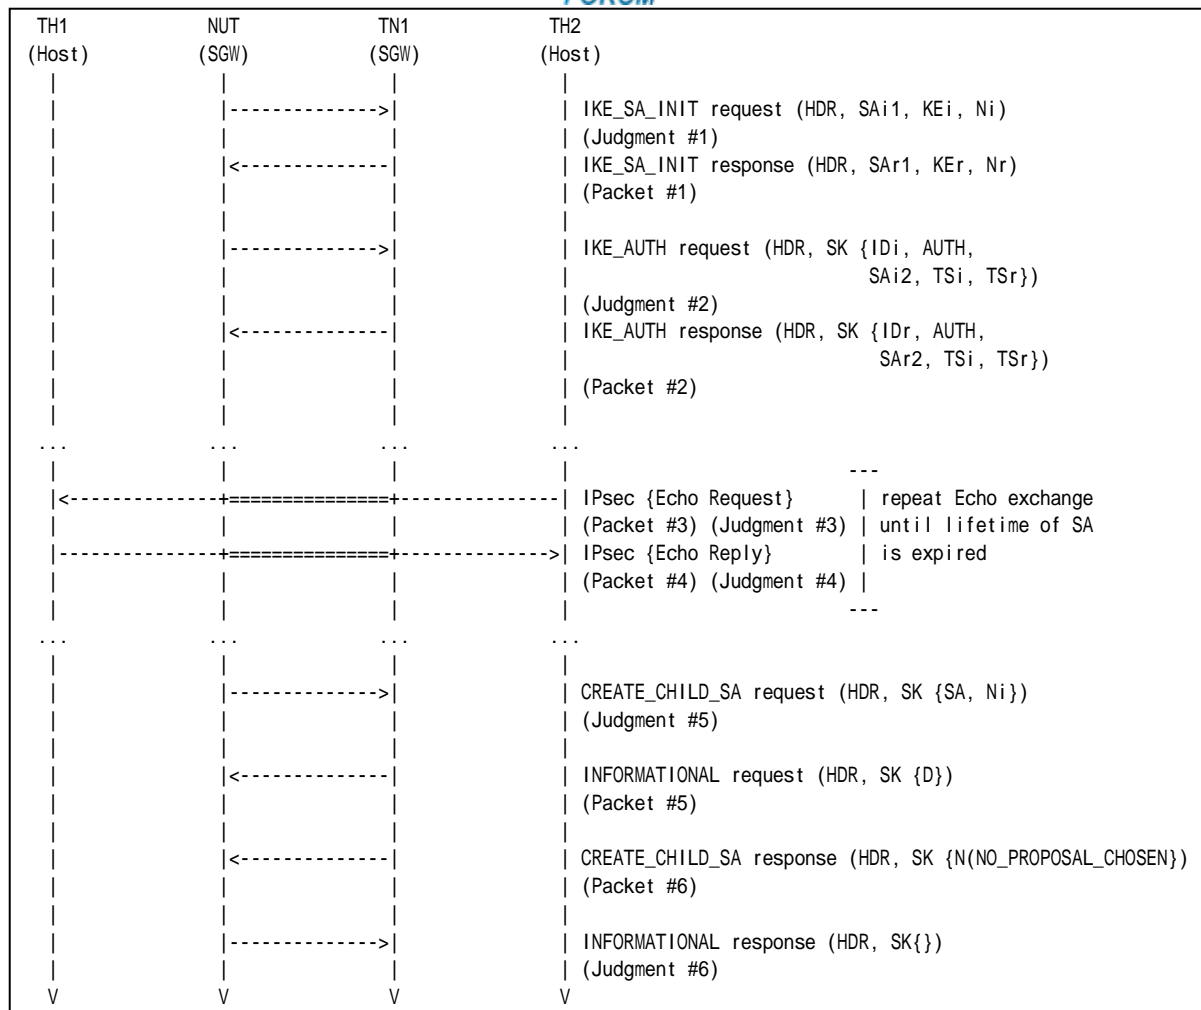 FORUM
TH1 NUT TN1 TH2
(Host) (SGW) (SGW) (Host)
| | | |
| |-------------->| | IKE_SA_INIT request (HDR, SAi1, KEi, Ni)
| | | | (Judgment #1)
| |<--------------| | IKE_SA_INIT response (HDR, SAr1, KEr, Nr)
| | | | (Packet #1)
| | | |
| |-------------->| | IKE_AUTH request (HDR, SK {IDi, AUTH,
| | | | SAi2, TSi, TSr})
| | | | (Judgment #2)
| |<--------------| | IKE_AUTH response (HDR, SK {IDr, AUTH,
| | | | SAr2, TSi, TSr})
| | | | (Packet #2)
| | | |
... ... ... ...
| | | | ---
|<---------------+===============+---------------| IPsec {Echo Request} | repeat Echo exchange
| | | | (Packet #3) (Judgment #3) | until lifetime of SA
|---------------+===============+-------------->| IPsec {Echo Reply} | is expired
| | | | (Packet #4) (Judgment #4) |
| | | | ---
... ... ... ...
| | | |
| |-------------->| | CREATE_CHILD_SA request (HDR, SK {SA, Ni})
| | | | (Judgment #5)
| | | |
| |<--------------| | INFORMATIONAL request (HDR, SK {D})
| | | | (Packet #5)
| | | |
| |<--------------| | CREATE_CHILD_SA response (HDR, SK {N(NO_PROPOSAL_CHOSEN})
| | | | (Packet #6)
| | | |
| |-------------->| | INFORMATIONAL response (HDR, SK{})
| | | | (Judgment #6)
V V V V